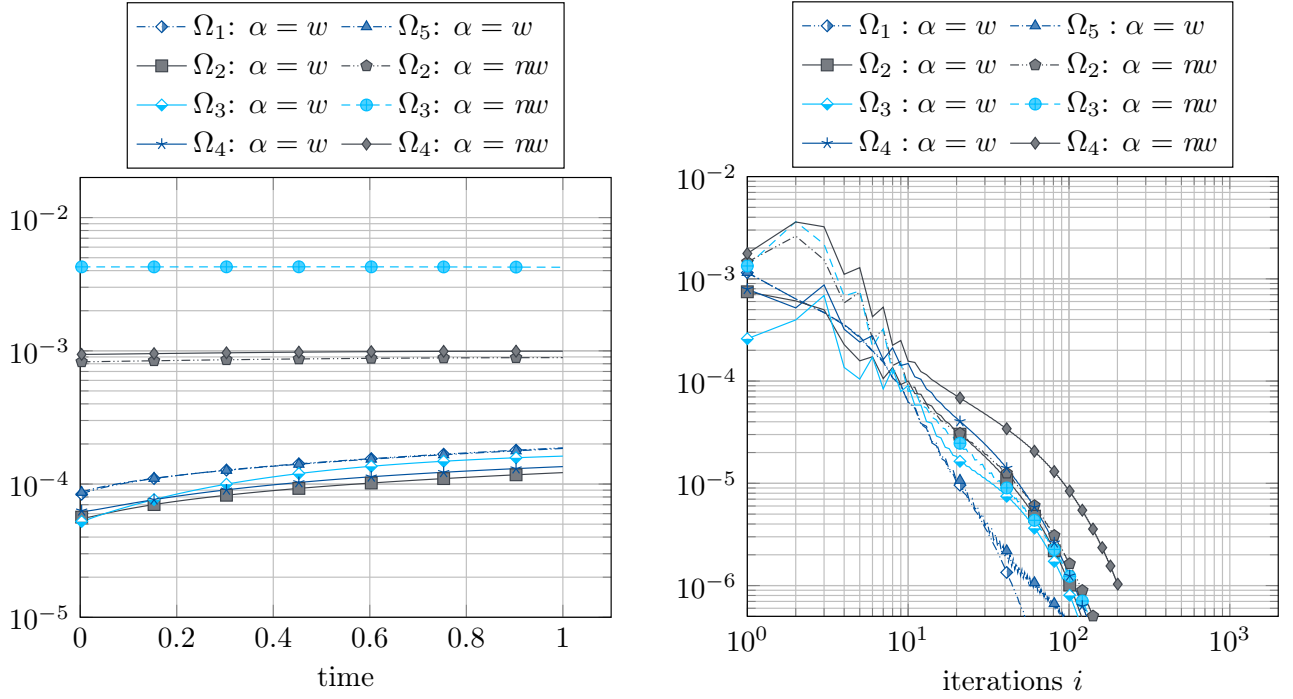 Ω₁: α = w Ω₅: α = w
Ω₂: α = w Ω₂: α = nw
Ω₃: α = w Ω₃: α = nw
Ω₄: α = w Ω₄: α = nw
10⁻²
10⁻³
10⁻⁴
10⁻⁵
0 0.2 0.4 0.6 0.8 1
time
Ω₁ : α = w Ω₅ : α = w
Ω₂ : α = w Ω₂ : α = nw
Ω₃ : α = w Ω₃ : α = nw
Ω₄ : α = w Ω₄ : α = nw
10⁻²
10⁻³
10⁻⁴
10⁻⁵
10⁻⁶
10⁰ 10¹ 10² 10³
iterations i